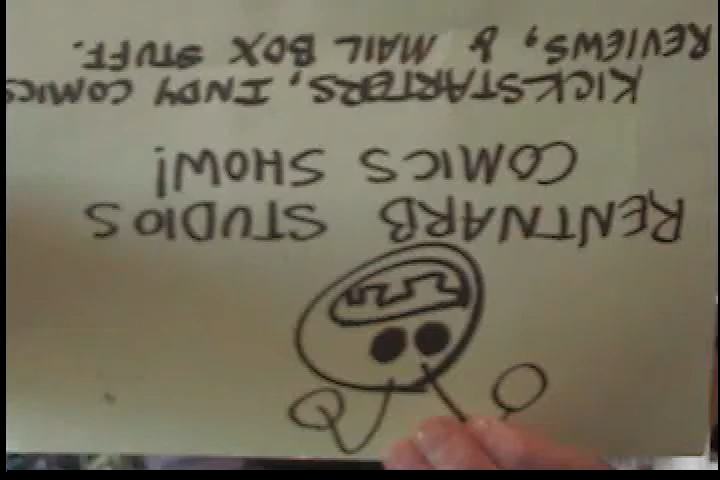 RENTNARB STUDIOS
COMICS SHOW!
KICKSTARTERS, INDY COMICS
REVIEWS, & MAIL BOX STUFF.